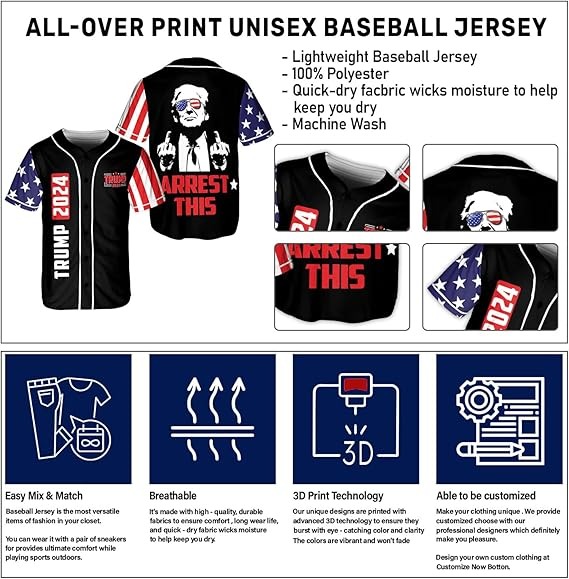 ALL-OVER PRINT UNISEX BASEBALL JERSEY
- Lightweight Baseball Jersey
- 100% Polyester
- Quick-dry facbric wicks moisture to help
keep you dry
- Machine Wash
TRUMP 2024
TRUMP
ARREST
THIS
2024
ARREST
THIS
2024
3D
Easy Mix & Match
Baseball Jersey is the most versatile
items of fashion in your closet.
You can wear it with a pair of sneakers
for provides ultimate comfort while
playing sports outdoors.
Breathable
It's made with high - quality, durable
fabrics to ensure comfort , long wear life,
and quick - dry fabric wicks moisture
to help keep you dry.
3D Print Technology
Our unique designs are printed with
advanced 3D technology to ensure they
burst with eye - catching color and clarity
The colors are vibrant and won't fade
Able to be customized
Make your clothing unique . We provide
customized choose with our
professional designers which definitely
make you pleasure.
Design your own custom clothing at
Customize Now Botten.